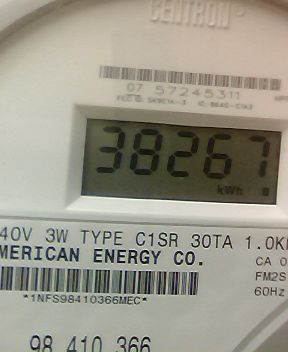 CENTRON®
07 57245311
38267
kWh
40V 3W TYPE C1SR 30TA 1.0K
MERICAN ENERGY CO.
CA 0
FM2S
60Hz
*1NFS98410366MEC*
98 410 366